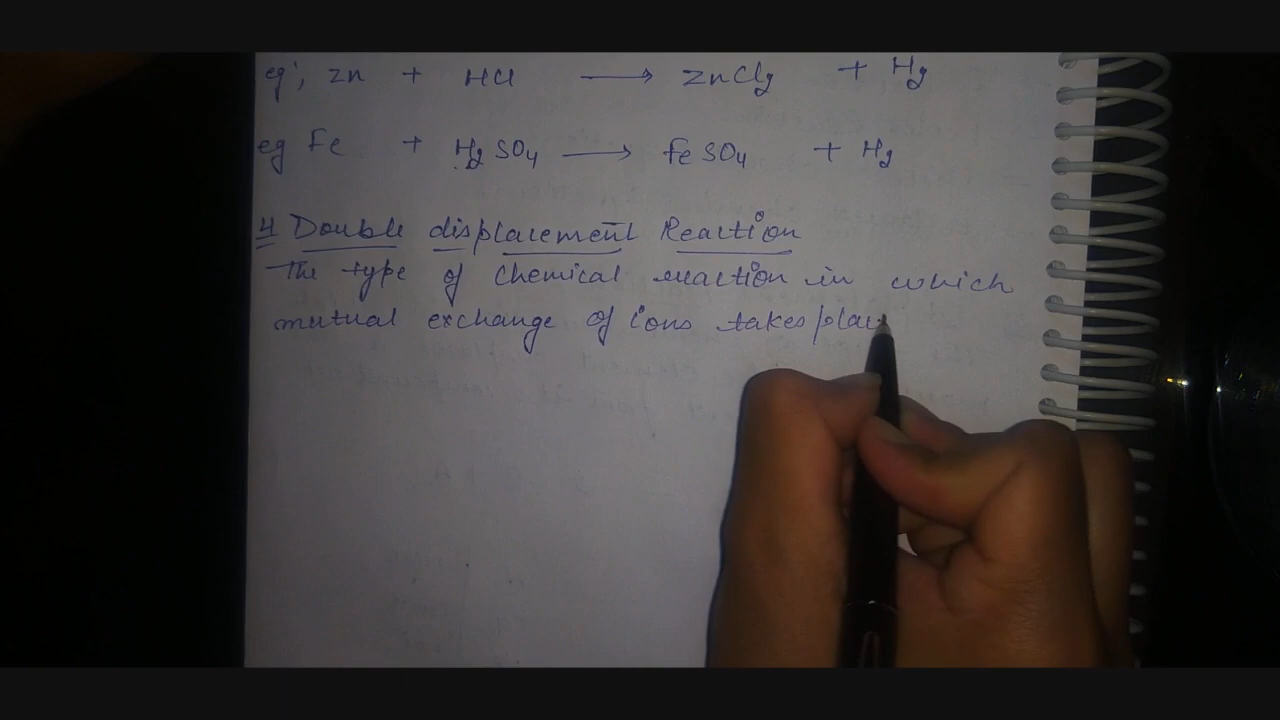 eg; zn + HCl → ZnCl2 + H2
eg Fe + H2SO4 → feSO4 + H2
4 Double displacement Reaction
The type of chemical reaction in which
mutual exchange of ions takes plac